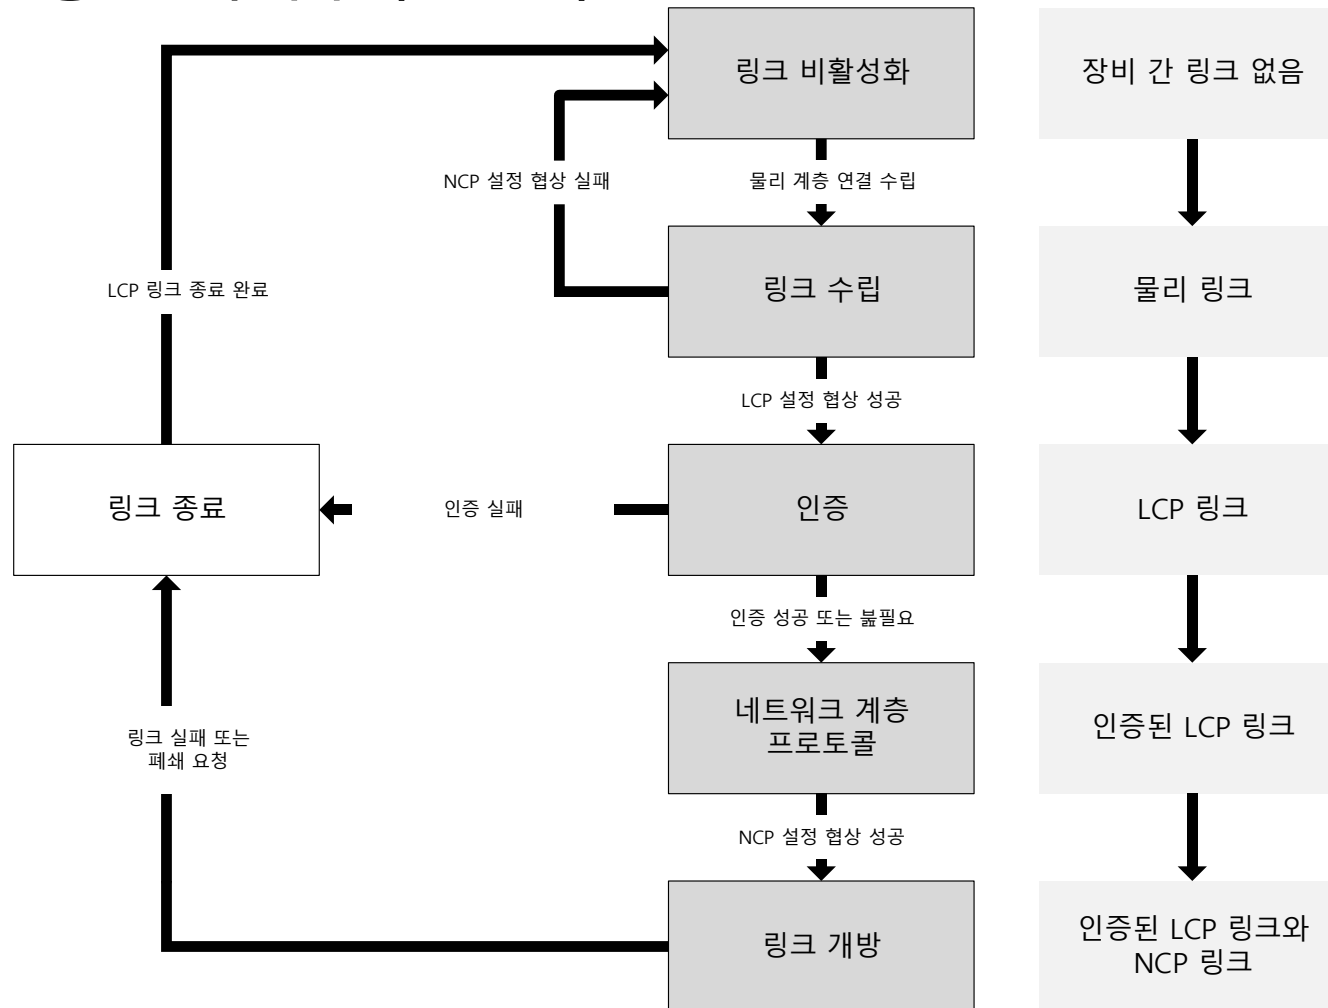 링크 비활성화
장비 간 링크 없음
NCP 설정 협상 실패
물리 계층 연결 수립
LCP 링크 종료 완료
링크 수립
물리 링크
LCP 설정 협상 성공
링크 종료
인증 실패
인증
LCP 링크
인증 성공 또는 붋필요
네트워크 계층
프로토콜
인증된 LCP 링크
링크 실패 또는
폐쇄 요청
NCP 설정 협상 성공
링크 개방
인증된 LCP 링크와
NCP 링크